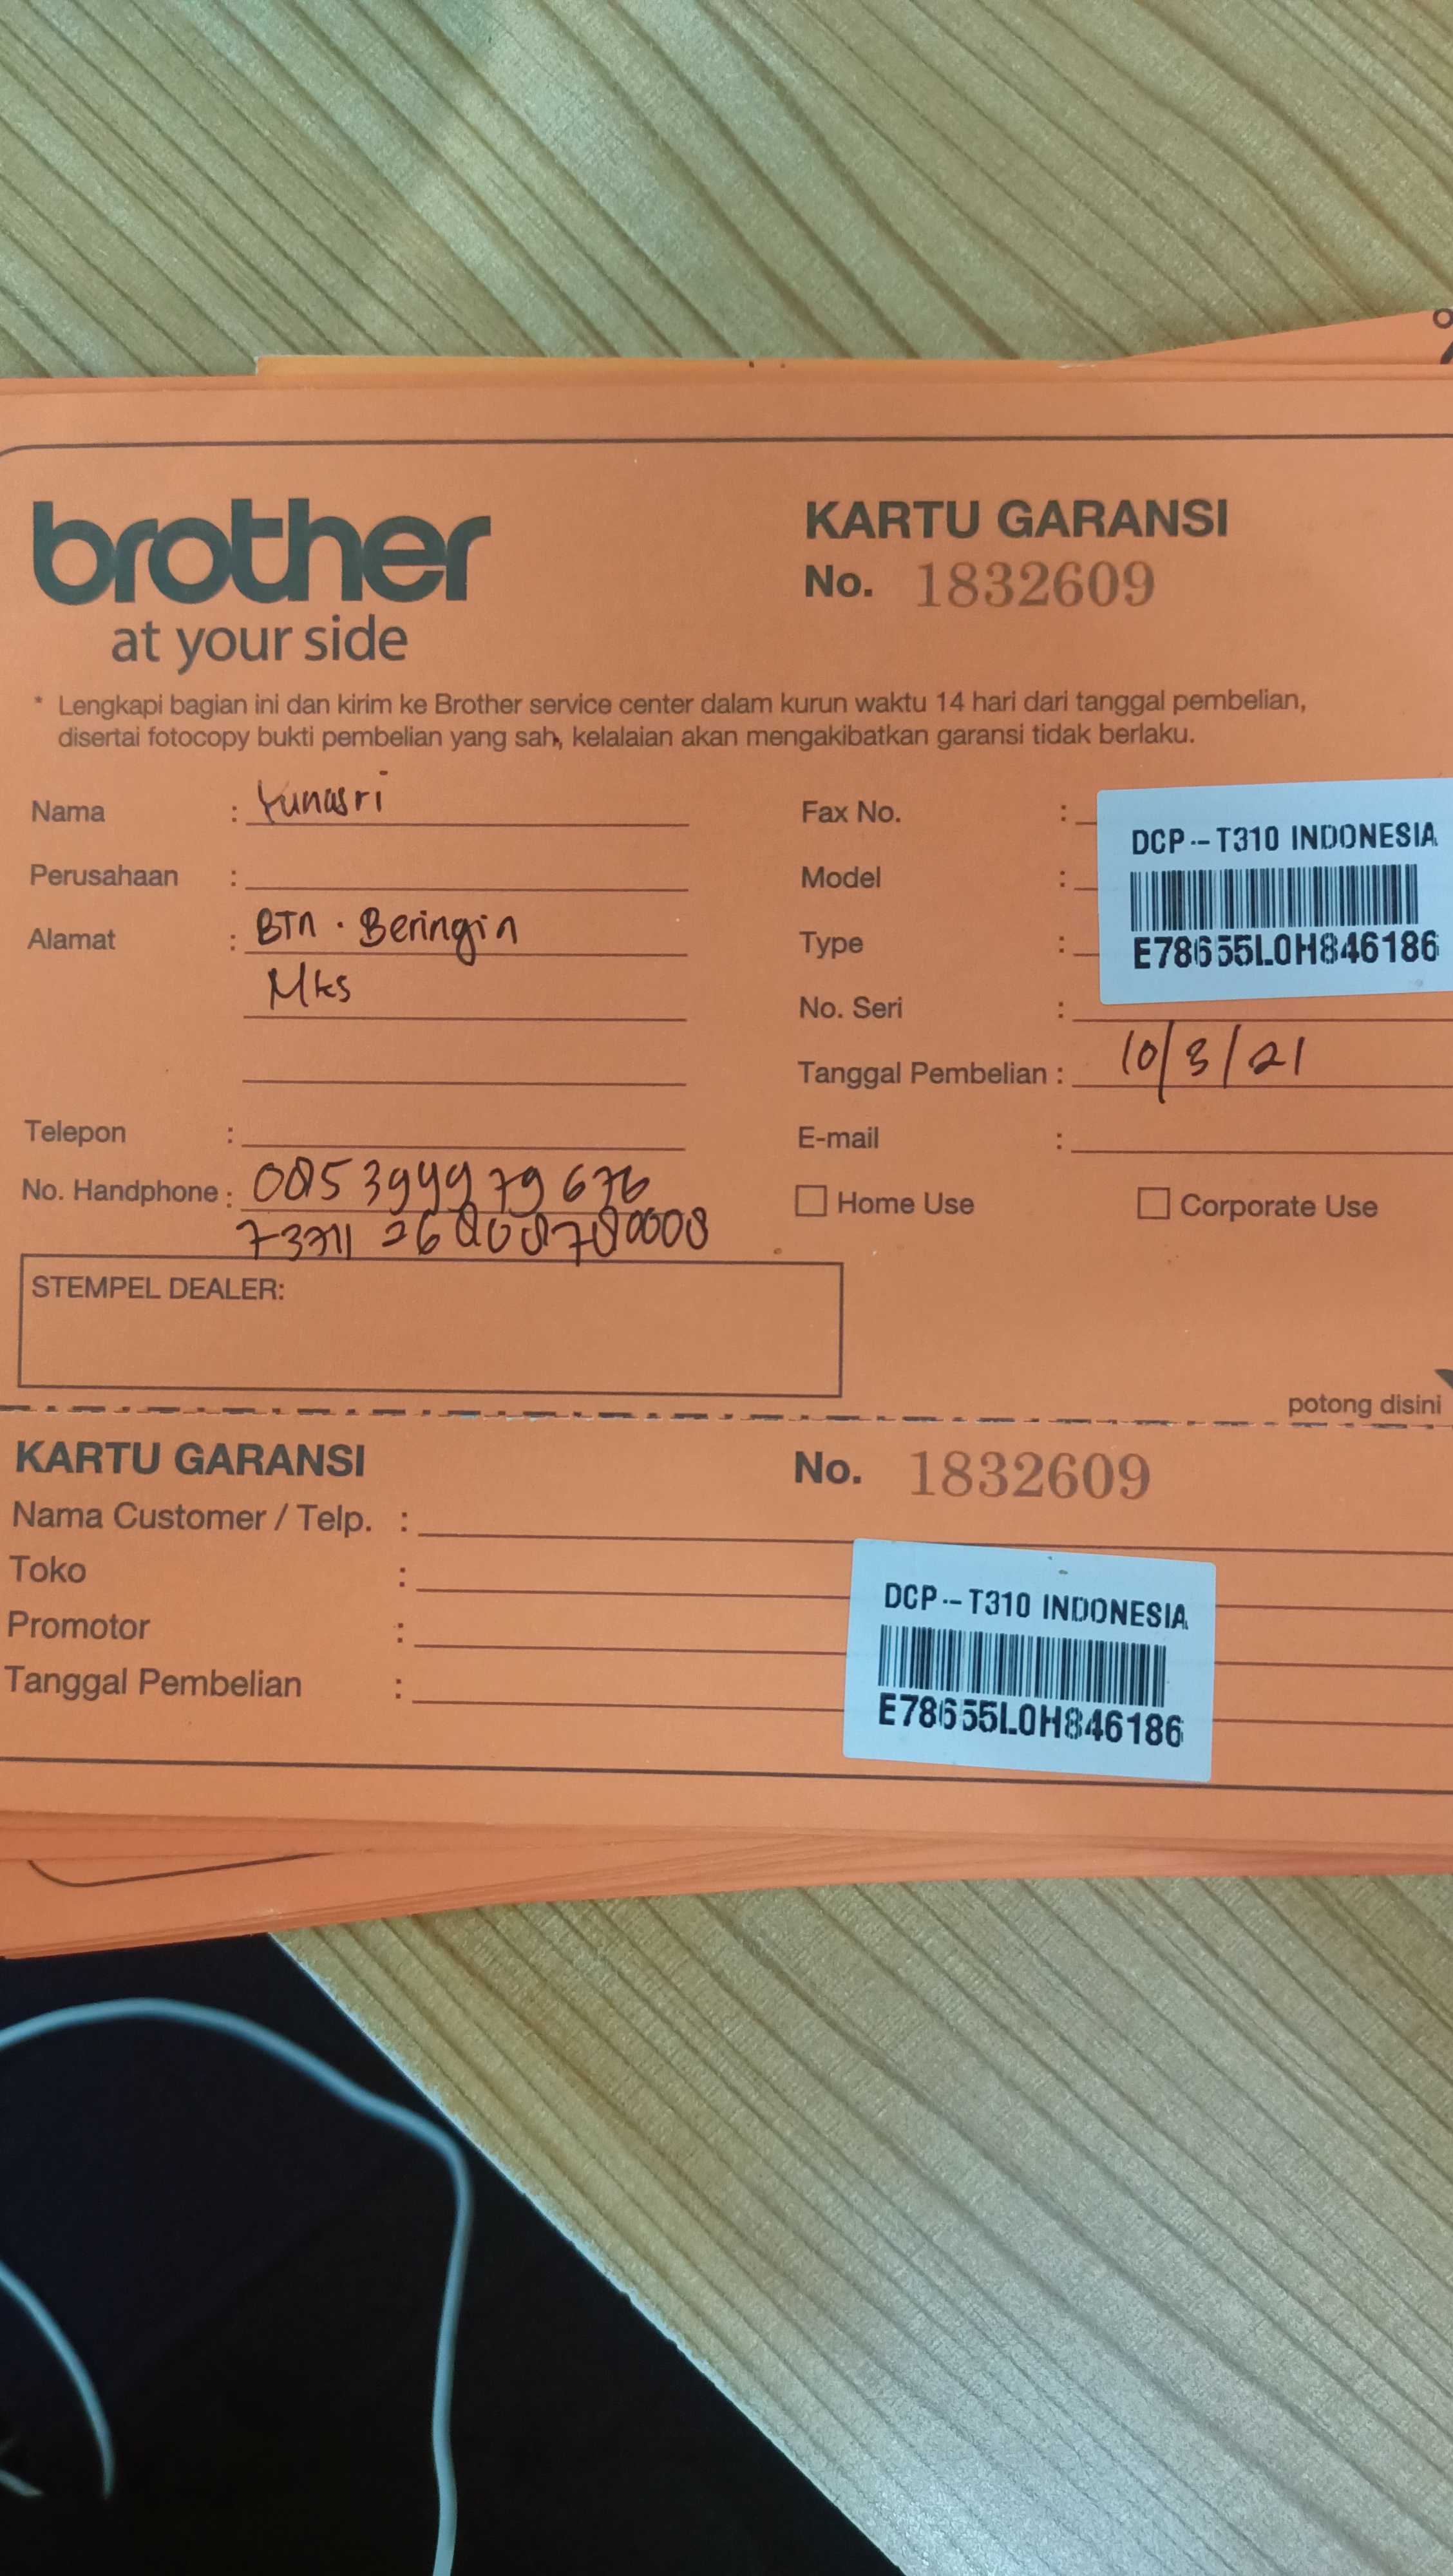 brother
at your side
KARTU GARANSI
No. 1832609
* Lengkapi bagian ini dan kirim ke Brother service center dalam kurun waktu 14 hari dari tanggal pembelian,
disertai fotocopy bukti pembelian yang sah, kelalaian akan mengakibatkan garansi tidak berlaku.
Nama : Yunasri
Perusahaan :
Alamat : BTN . Beringin
Mks
Telepon :
No. Handphone :
Fax No. :
Model :
Type :
No. Seri :
DCP-T310 INDONESIA
E78655L0H846186
Tanggal Pembelian : 10/3/21
E-mail :
Home Use
Corporate Use
STEMPEL DEALER:
potong disini
KARTU GARANSI
No. 1832609
Nama Customer / Telp. :
Toko :
Promotor :
Tanggal Pembelian :
DCP-T310 INDONESIA
E78655L0H846186